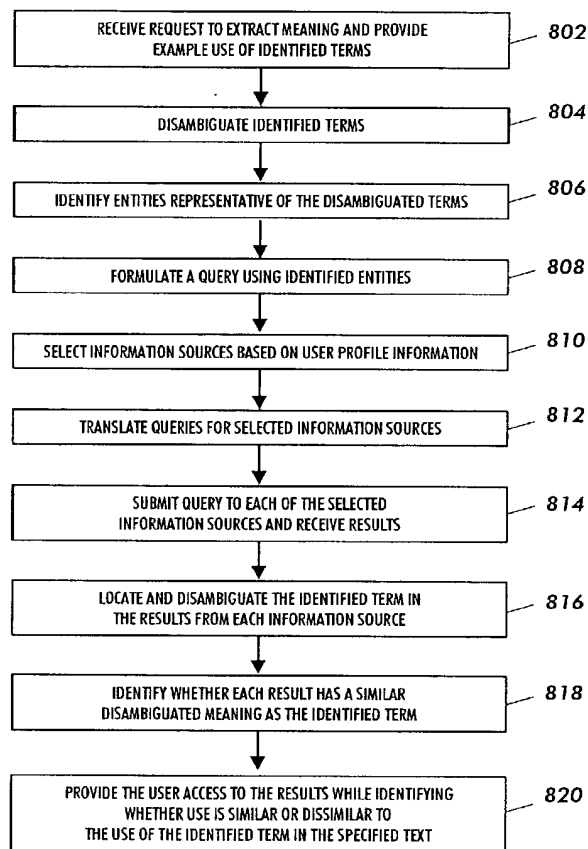 RECEIVE REQUEST TO EXTRACT MEANING AND PROVIDE
EXAMPLE USE OF IDENTIFIED TERMS
802
DISAMBIGUATE IDENTIFIED TERMS
804
IDENTIFY ENTITIES REPRESENTATIVE OF THE DISAMBIGUATED TERMS
806
FORMULATE A QUERY USING IDENTIFIED ENTITIES
808
SELECT INFORMATION SOURCES BASED ON USER PROFILE INFORMATION
810
TRANSLATE QUERIES FOR SELECTED INFORMATION SOURCES
812
SUBMIT QUERY TO EACH OF THE SELECTED
INFORMATION SOURCES AND RECEIVE RESULTS
814
LOCATE AND DISAMBIGUATE THE IDENTIFIED TERM IN
THE RESULTS FROM EACH INFORMATION SOURCE
816
IDENTIFY WHETHER EACH RESULT HAS A SIMILAR
DISAMBIGUATED MEANING AS THE IDENTIFIED TERM
818
PROVIDE THE USER ACCESS TO THE RESULTS WHILE IDENTIFYING
WHETHER USE IS SIMILAR OR DISSIMILAR TO
THE USE OF THE IDENTIFIED TERM IN THE SPECIFIED TEXT
820